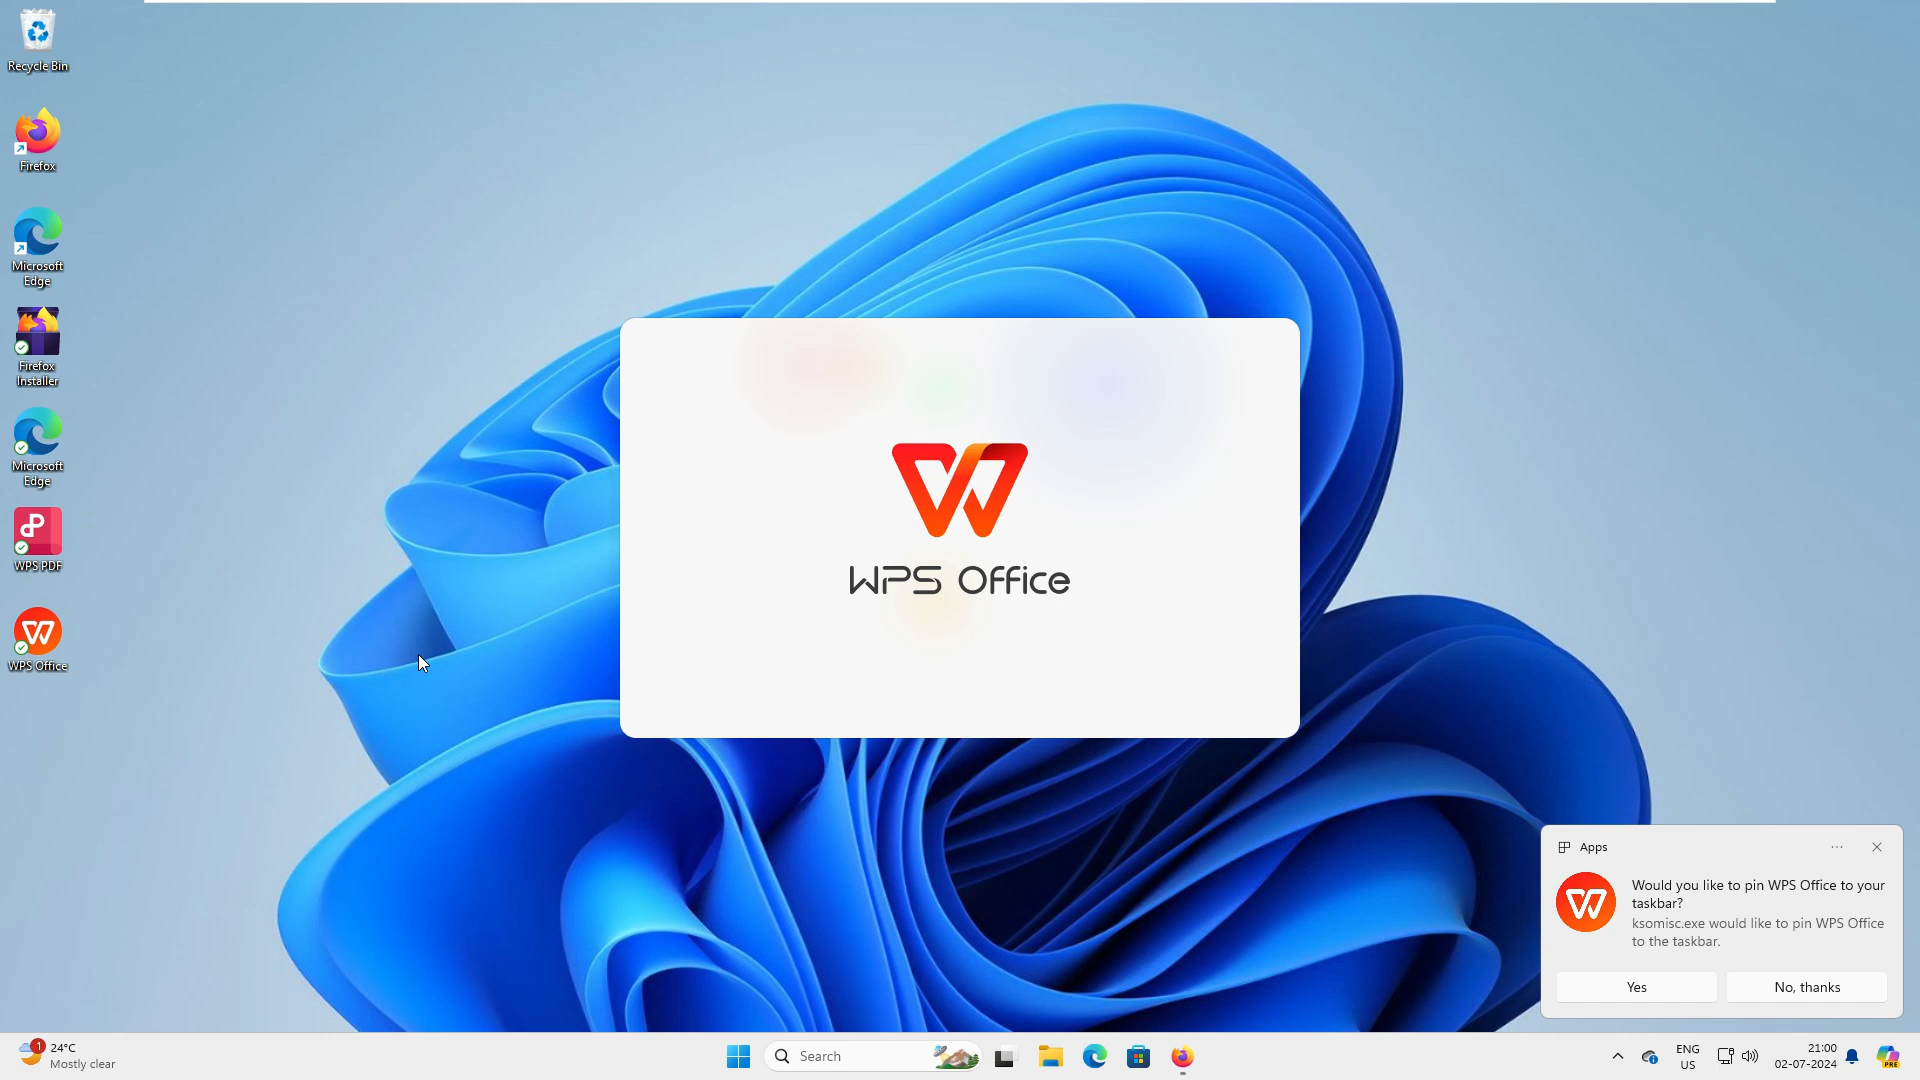 Recycle Bin
Firefox
Microsoft
Edge
Firefox
Installer
Microsoft
Edge
WPS PDF
WPS Office
WPS Office
Apps
Would you like to pin WPS Office to your
taskbar?
ksomisc.exe would like to pin WPS Office
to the taskbar.
Yes
No, thanks
1
24°C
Mostly clear
Search
ENG
US
21:00
02-07-2024
PRE